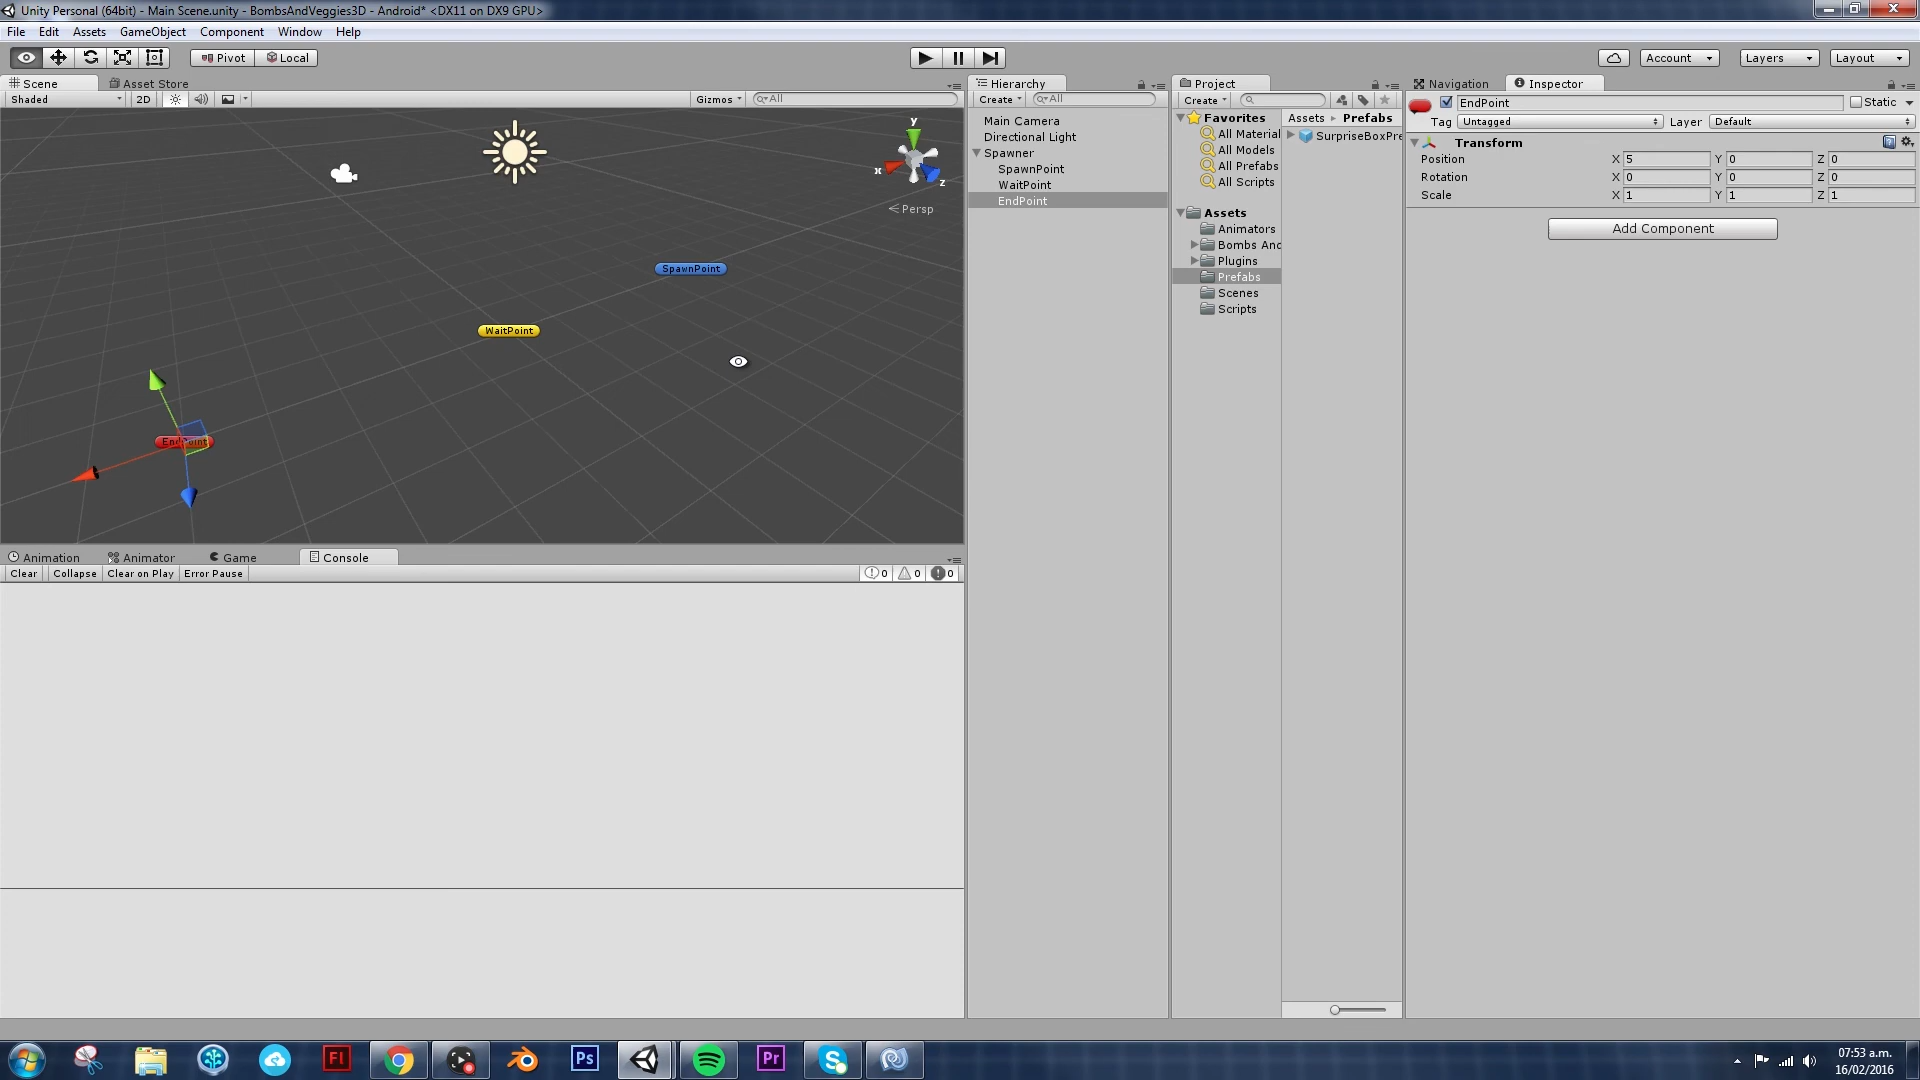 Unity Personal (64bit) - Main Scene.unity - BombsAndVeggies3D - Android* <DX11 on DX9 GPU>
File Edit Assets GameObject Component Window Help
Pivot Local Account Layers Layout
Scene Asset Store
Shaded 2D Gizmos All
y
x
z
Persp
SpawnPoint
WaitPoint
EndPoint
Animation Animator Game Console
Clear Collapse Clear on Play Error Pause 0 0 0
Hierarchy
Create All
Main Camera
Directional Light
Spawner
SpawnPoint
WaitPoint
EndPoint
Project
Create
Favorites
All Material
All Models
All Prefabs
All Scripts
Assets
Animators
Bombs And
Plugins
Prefabs
Scenes
Scripts
Assets Prefabs
SurpriseBoxPre
Navigation Inspector
EndPoint Static
Tag Untagged Layer Default
Transform
Position X 5 Y 0 Z 0
Rotation X 0 Y 0 Z 0
Scale X 1 Y 1 Z 1
Add Component
Fl Ps Pr
07:53 a.m.
16/02/2016